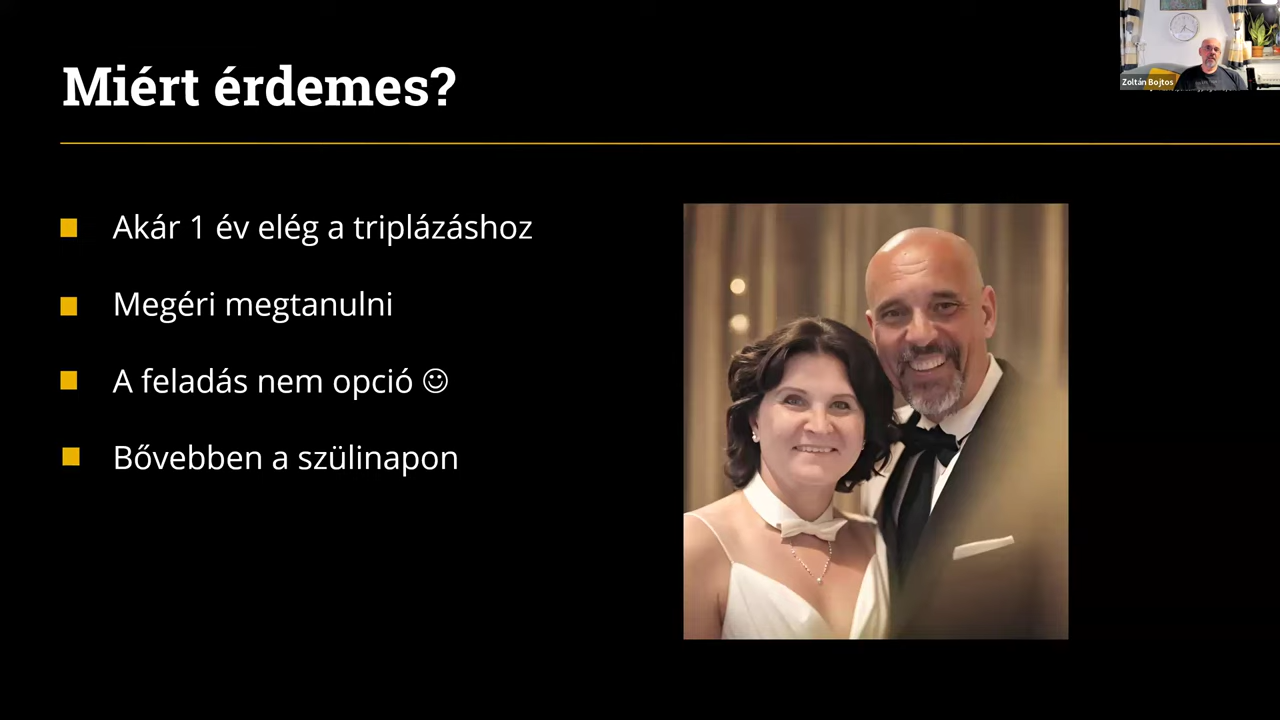 Miért érdemes?
Akár 1 év elég a triplázáshoz
Megéri megtanulni
A feladás nem opció ☺
Bővebben a szülinapon
Zoltán Bojtos